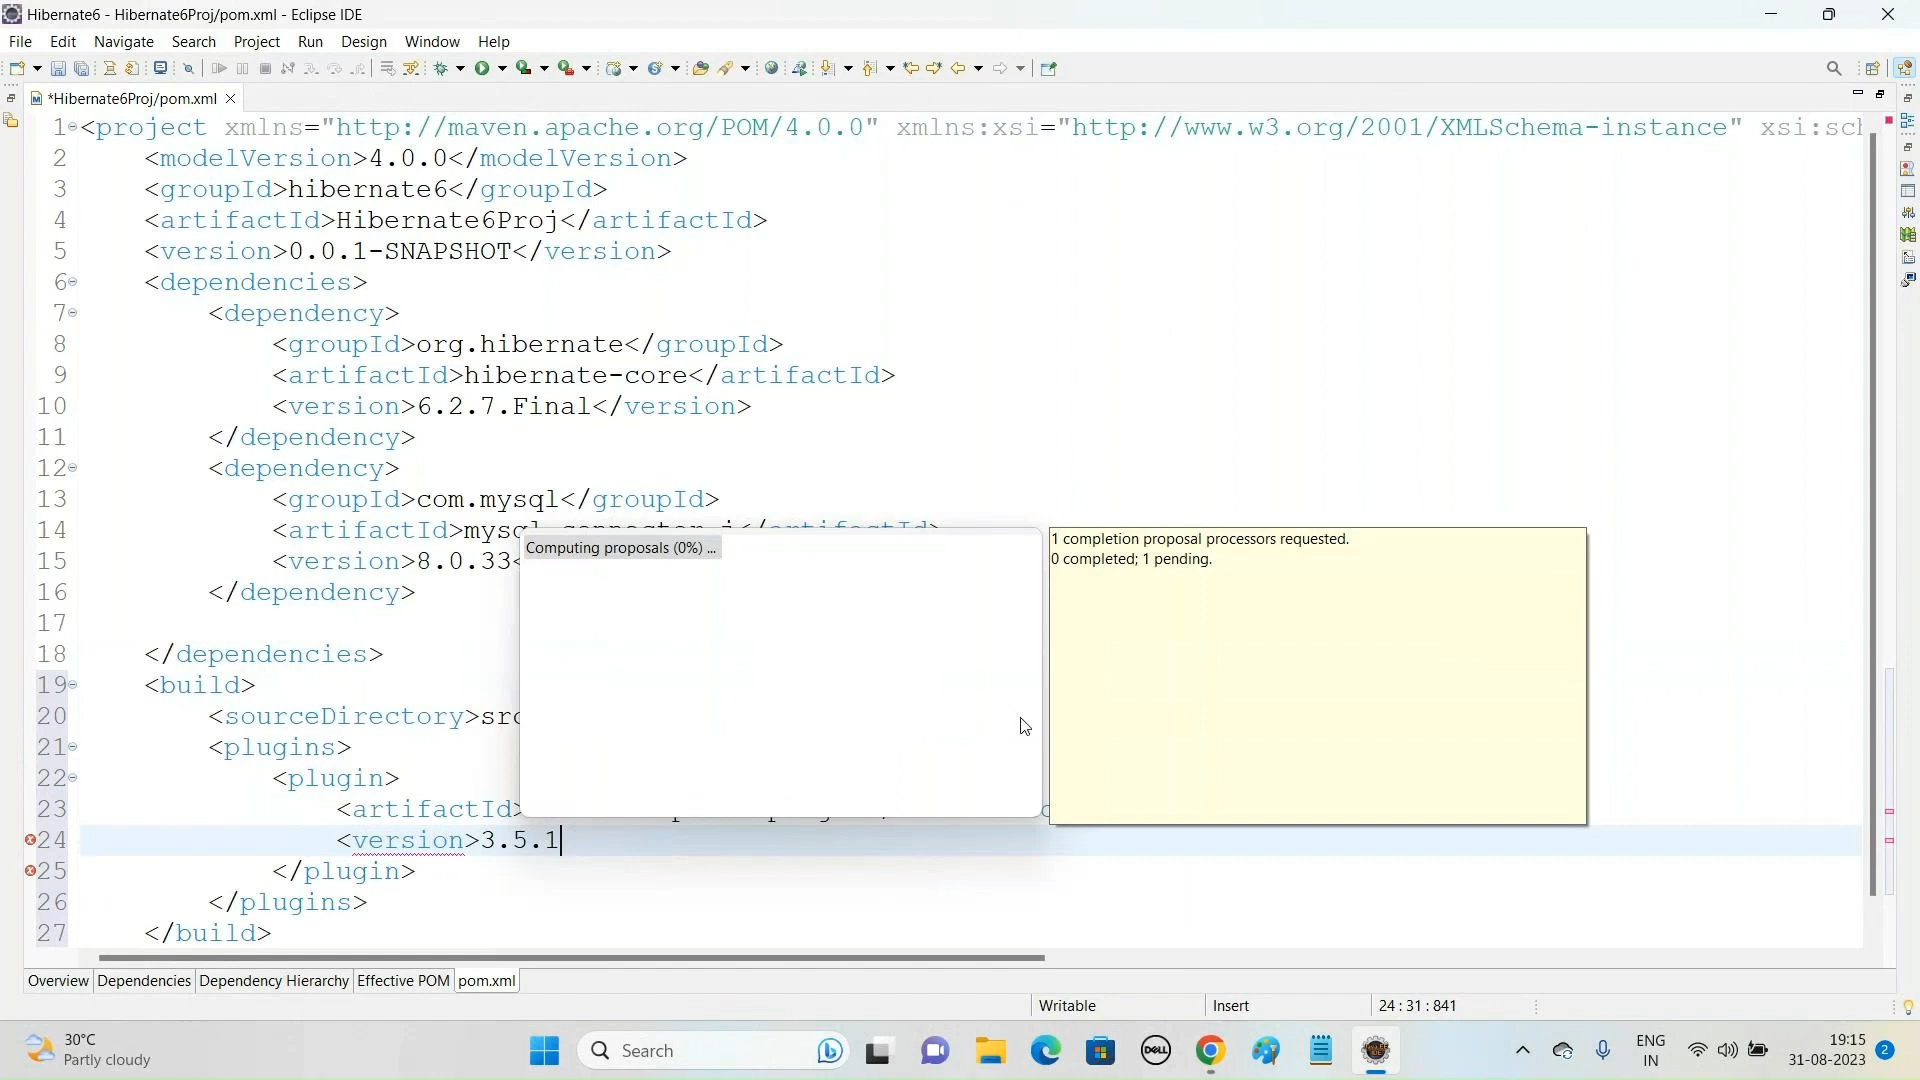 Hibernate6 - Hibernate6Proj/pom.xml - Eclipse IDE
File Edit Navigate Search Project Run Design Window Help
*Hibernate6Proj/pom.xml
1 <project xmlns="http://maven.apache.org/POM/4.0.0" xmlns:xsi="http://www.w3.org/2001/XMLSchema-instance" xsi:sch
2 <modelVersion>4.0.0</modelVersion>
3 <groupId>hibernate6</groupId>
4 <artifactId>Hibernate6Proj</artifactId>
5 <version>0.0.1-SNAPSHOT</version>
6 <dependencies>
7 <dependency>
8 <groupId>org.hibernate</groupId>
9 <artifactId>hibernate-core</artifactId>
10 <version>6.2.7.Final</version>
11 </dependency>
12 <dependency>
13 <groupId>com.mysql</groupId>
14 <artifactId>mysql-connector-j</artifactId>
15 <version>8.0.33<
16 </dependency>
17
18 </dependencies>
19 <build>
20 <sourceDirectory>src
21 <plugins>
22 <plugin>
23 <artifactId>
24 <version>3.5.1
25 </plugin>
26 </plugins>
27 </build>
Computing proposals (0%) ...
1 completion proposal processors requested.
0 completed; 1 pending.
Overview Dependencies Dependency Hierarchy Effective POM pom.xml
Writable Insert 24 : 31 : 841
30°C
Partly cloudy
Search
DELL
ENG
IN
19:15
31-08-2023
2